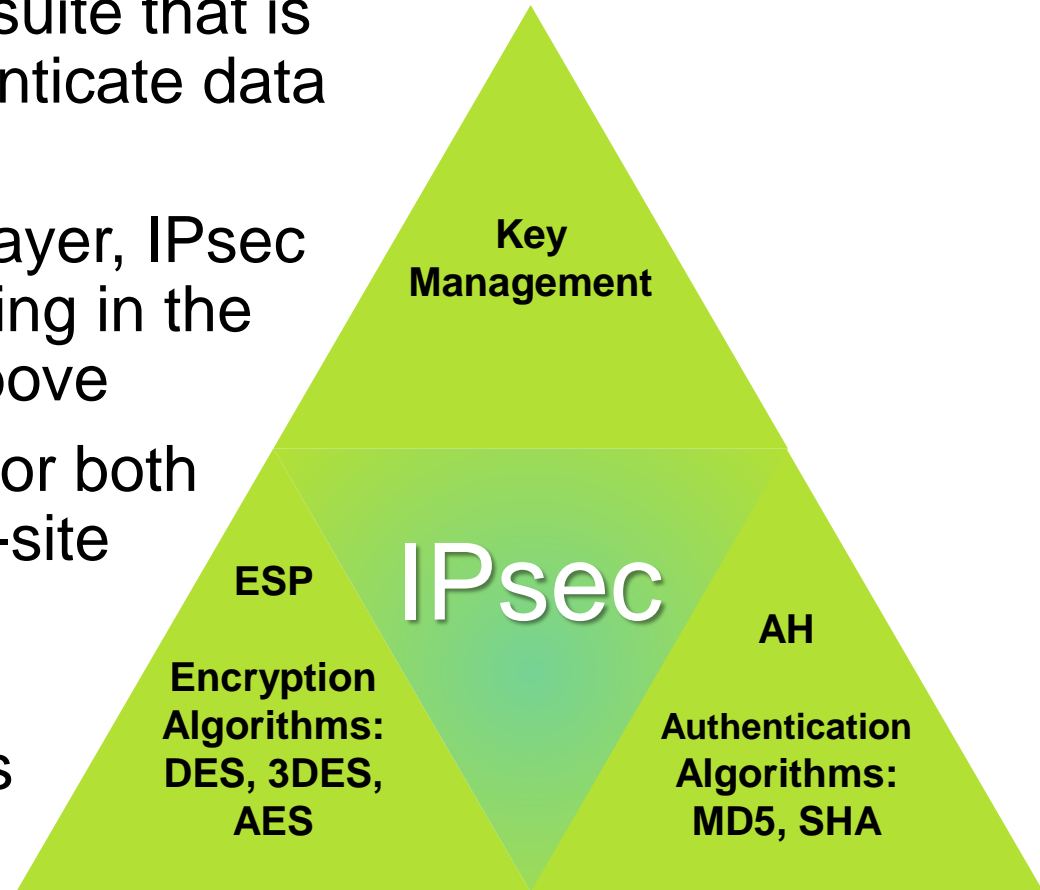 suite that is
enticate data
ayer, IPsec
ing in the
bove
or both
-site
s
Key
Management
IPsec
ESP
Encryption
Algorithms:
DES, 3DES,
AES
AH
Authentication
Algorithms:
MD5, SHA